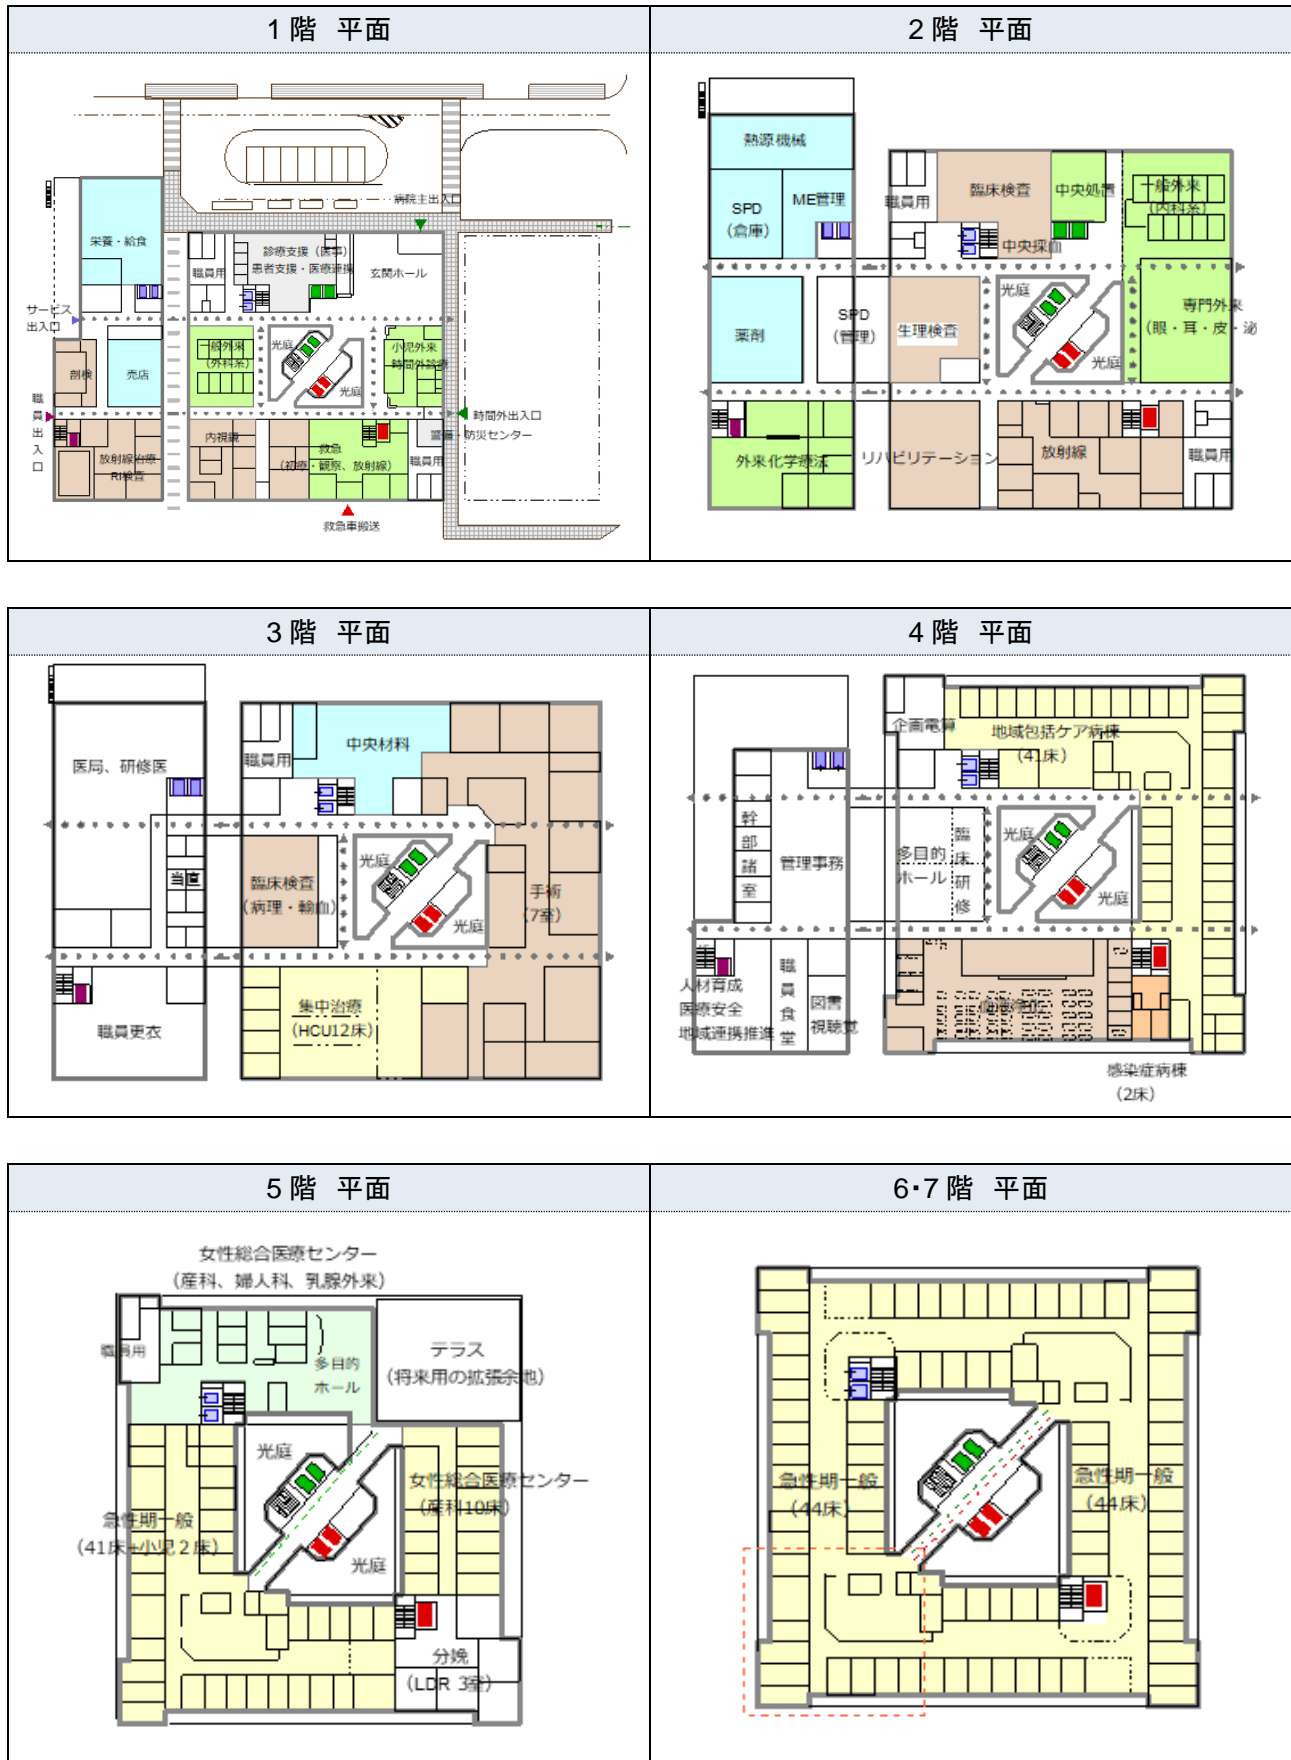 1階 平面
病院主出入口
栄養・給食
診療支援（医事）
患者支援・医療連携
職員用
玄関ホール
サービス
出入口
一般外来
（外科系）
光庭
小児外来
時間外診療
剖検
売店
光庭
職員出入口
時間外出入口
内視鏡
警備・防災センター
放射線治療
RI検査
救急
（初療・観察、放射線）
職員用
救急車搬送
2階 平面
熱源機械
SPD
（倉庫）
ME管理
職員用
臨床検査
中央処置
一般外来
（内科系）
中央採血
光庭
薬剤
SPD
（管理）
生理検査
専門外来
（眼・耳・皮・泌
光庭
外来化学療法
リハビリテーション
放射線
職員用
3階 平面
医局、研修医
職員用
中央材料
当直
臨床検査
（病理・輸血）
光庭
手術
（7室）
光庭
集中治療
（HCU12床）
職員更衣
4階 平面
企画電算
地域包括ケア病棟
（41床）
幹部諸室
管理事務
多目的
ホール
臨床研修
光庭
光庭
人材育成
医療安全
地域連携推進
職員食堂
図書
視聴覚
血液浄化
感染症病棟
（2床）
5階 平面
女性総合医療センター
（産科、婦人科、乳腺外来）
職員用
多目的
ホール
テラス
（将来用の拡張余地）
光庭
女性総合医療センター
（産科10床）
急性期一般
（41床+小児２床）
光庭
分娩
（LDR 3室）
6・7階 平面
急性期一般
（44床）
急性期一般
（44床）